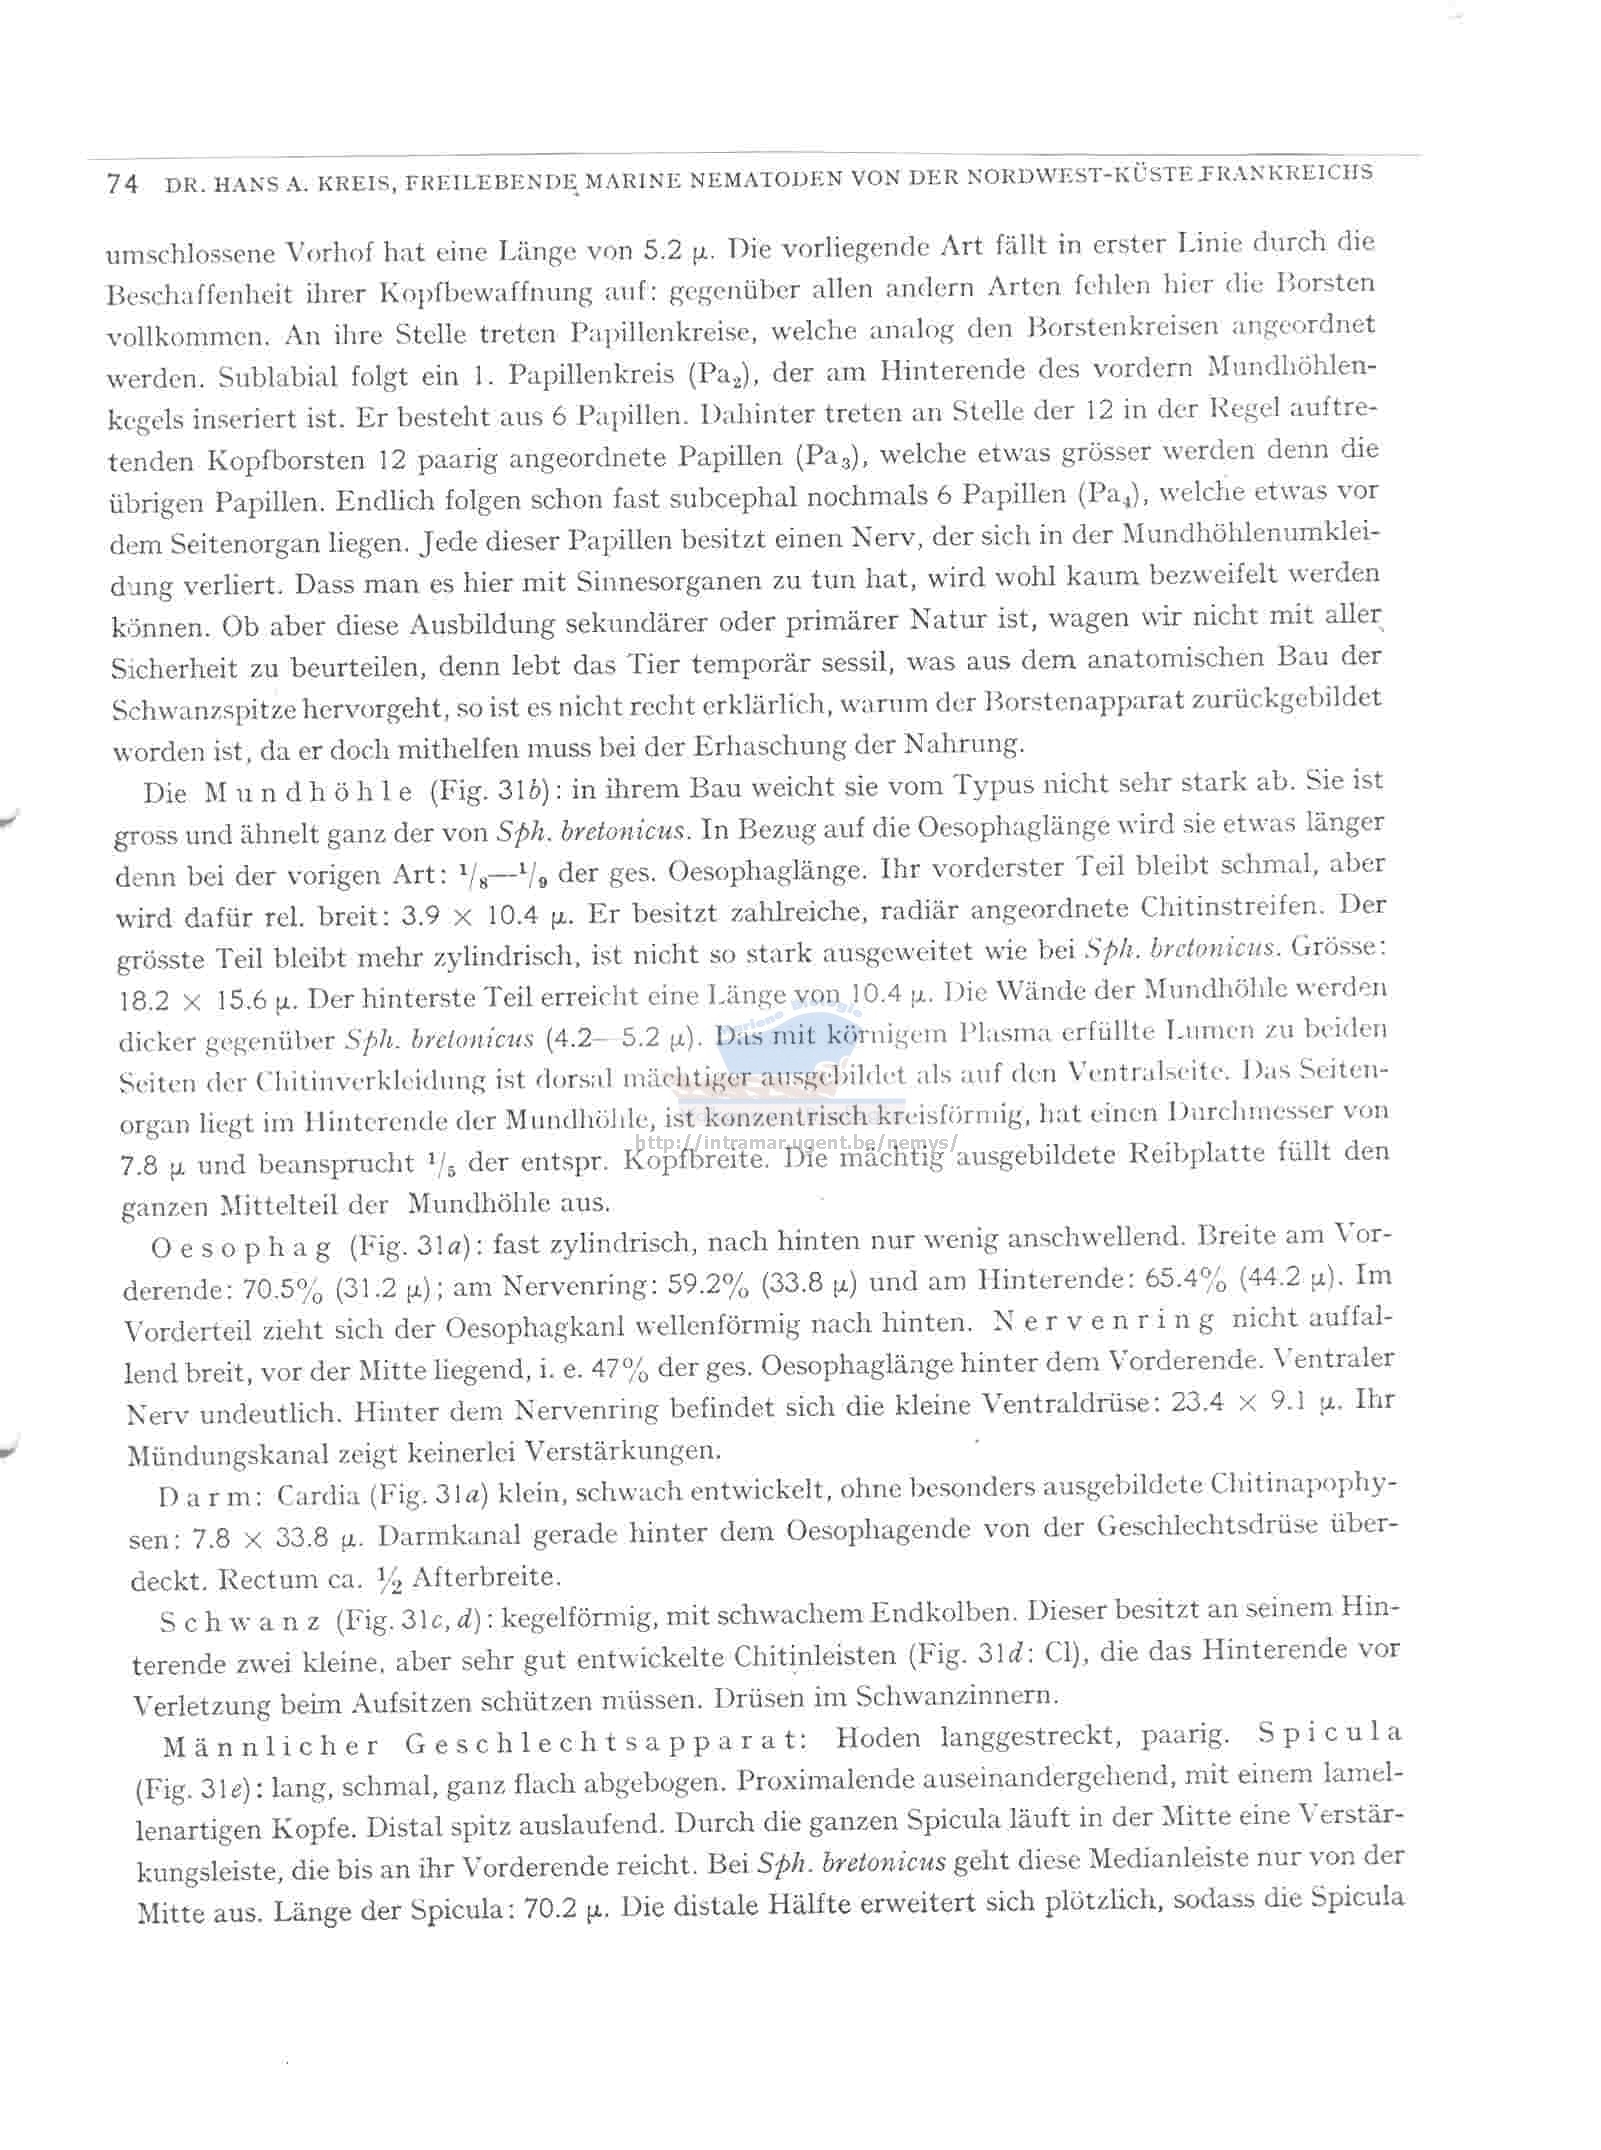 74 DR. HANS A. KREIS, FREILEBENDE MARINE NEMATODEN VON DER NORDWEST-KÜSTE FRANKREICHS
umschlossene Vorhof hat eine Länge von 5.2 μ. Die vorliegende Art fällt in erster Linie durch die
Beschaffenheit ihrer Kopfbewaffnung auf: gegenüber allen andern Arten fehlen hier die Borsten
vollkommen. An ihre Stelle treten Papillenkreise, welche analog den Borstenkreisen angeordnet
werden. Sublabial folgt ein 1. Papillenkreis (Pa₂), der am Hinterende des vordern Mundhöhlen-
kegels inseriert ist. Er besteht aus 6 Papillen. Dahinter treten an Stelle der 12 in der Regel auftre-
tenden Kopfborsten 12 paarig angeordnete Papillen (Pa₃), welche etwas grösser werden denn die
übrigen Papillen. Endlich folgen schon fast subcephal nochmals 6 Papillen (Pa₄), welche etwas vor
dem Seitenorgan liegen. Jede dieser Papillen besitzt einen Nerv, der sich in der Mundhöhlenumklei-
dung verliert. Dass man es hier mit Sinnesorganen zu tun hat, wird wohl kaum bezweifelt werden
können. Ob aber diese Ausbildung sekundärer oder primärer Natur ist, wagen wir nicht mit aller
Sicherheit zu beurteilen, denn lebt das Tier temporär sessil, was aus dem anatomischen Bau der
Schwanzspitze hervorgeht, so ist es nicht recht erklärlich, warum der Borstenapparat zurückgebildet
worden ist, da er doch mithelfen muss bei der Erhaschung der Nahrung.
Die Mundhöhle (Fig. 31b): in ihrem Bau weicht sie vom Typus nicht sehr stark ab. Sie ist
gross und ähnelt ganz der von Sph. bretonicus. In Bezug auf die Oesophaglänge wird sie etwas länger
denn bei der vorigen Art: ¹/₈—¹/₉ der ges. Oesophaglänge. Ihr vorderster Teil bleibt schmal, aber
wird dafür rel. breit: 3.9 × 10.4 μ. Er besitzt zahlreiche, radiär angeordnete Chitinstreifen. Der
grösste Teil bleibt mehr zylindrisch, ist nicht so stark ausgeweitet wie bei Sph. bretonicus. Grösse:
18.2 × 15.6 μ. Der hinterste Teil erreicht eine Länge von 10.4 μ. Die Wände der Mundhöhle werden
dicker gegenüber Sph. bretonicus (4.2—5.2 μ). Das mit körnigem Plasma erfüllte Lumen zu beiden
Seiten der Chitinverkleidung ist dorsal mächtiger ausgebildet als auf den Ventralseite. Das Seiten-
organ liegt im Hinterende der Mundhöhle, ist konzentrisch kreisförmig, hat einen Durchmesser von
http://intramar.ugent.be/nemys/
7.8 μ und beansprucht ¹/₅ der entspr. Kopfbreite. Die mächtig ausgebildete Reibplatte füllt den
ganzen Mittelteil der Mundhöhle aus.
Oesophag (Fig. 31a): fast zylindrisch, nach hinten nur wenig anschwellend. Breite am Vor-
derende: 70.5% (31.2 μ); am Nervenring: 59.2% (33.8 μ) und am Hinterende: 65.4% (44.2 μ). Im
Vorderteil zieht sich der Oesophagkanl wellenförmig nach hinten. Nervenring nicht auffal-
lend breit, vor der Mitte liegend, i. e. 47% der ges. Oesophaglänge hinter dem Vorderende. Ventraler
Nerv undeutlich. Hinter dem Nervenring befindet sich die kleine Ventraldrüse: 23.4 × 9.1 μ. Ihr
Mündungskanal zeigt keinerlei Verstärkungen.
Darm: Cardia (Fig. 31a) klein, schwach entwickelt, ohne besonders ausgebildete Chitinapophy-
sen: 7.8 × 33.8 μ. Darmkanal gerade hinter dem Oesophagende von der Geschlechtsdrüse über-
deckt. Rectum ca. ½ Afterbreite.
Schwanz (Fig. 31c, d): kegelförmig, mit schwachem Endkolben. Dieser besitzt an seinem Hin-
terende zwei kleine, aber sehr gut entwickelte Chitinleisten (Fig. 31d: Cl), die das Hinterende vor
Verletzung beim Aufsitzen schützen müssen. Drüsen im Schwanzinnern.
Männlicher Geschlechtsapparat: Hoden langgestreckt, paarig. Spicula
(Fig. 31e): lang, schmal, ganz flach abgebogen. Proximalende auseinandergehend, mit einem lamel-
lenartigen Kopfe. Distal spitz auslaufend. Durch die ganzen Spicula läuft in der Mitte eine Verstär-
kungsleiste, die bis an ihr Vorderende reicht. Bei Sph. bretonicus geht diese Medianleiste nur von der
Mitte aus. Länge der Spicula: 70.2 μ. Die distale Hälfte erweitert sich plötzlich, sodass die Spicula